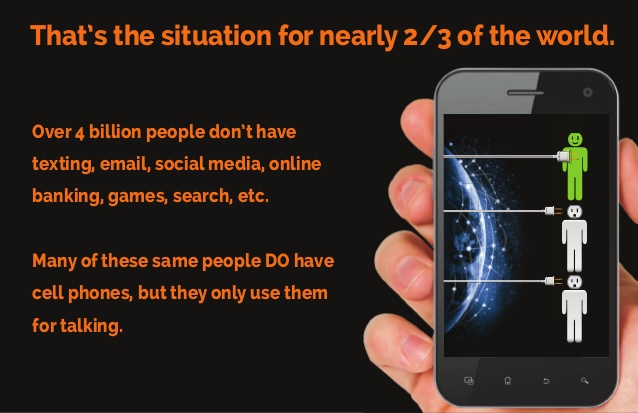 That's the situation for nearly 2/3 of the world.
Over 4 billion people don't have
texting, email, social media, online
banking, games, search, etc.
Many of these same people DO have
cell phones, but they only use them
for talking.